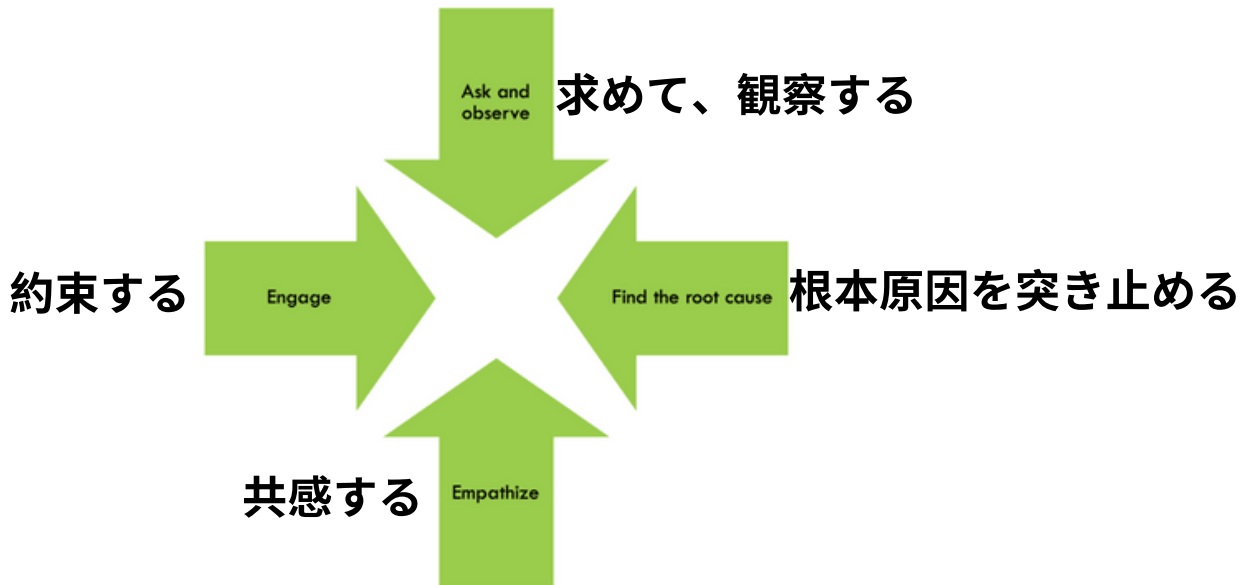 Ask and
observe
求めて、観察する
約束する
Engage
Find the root cause
根本原因を突き止める
共感する
Empathize